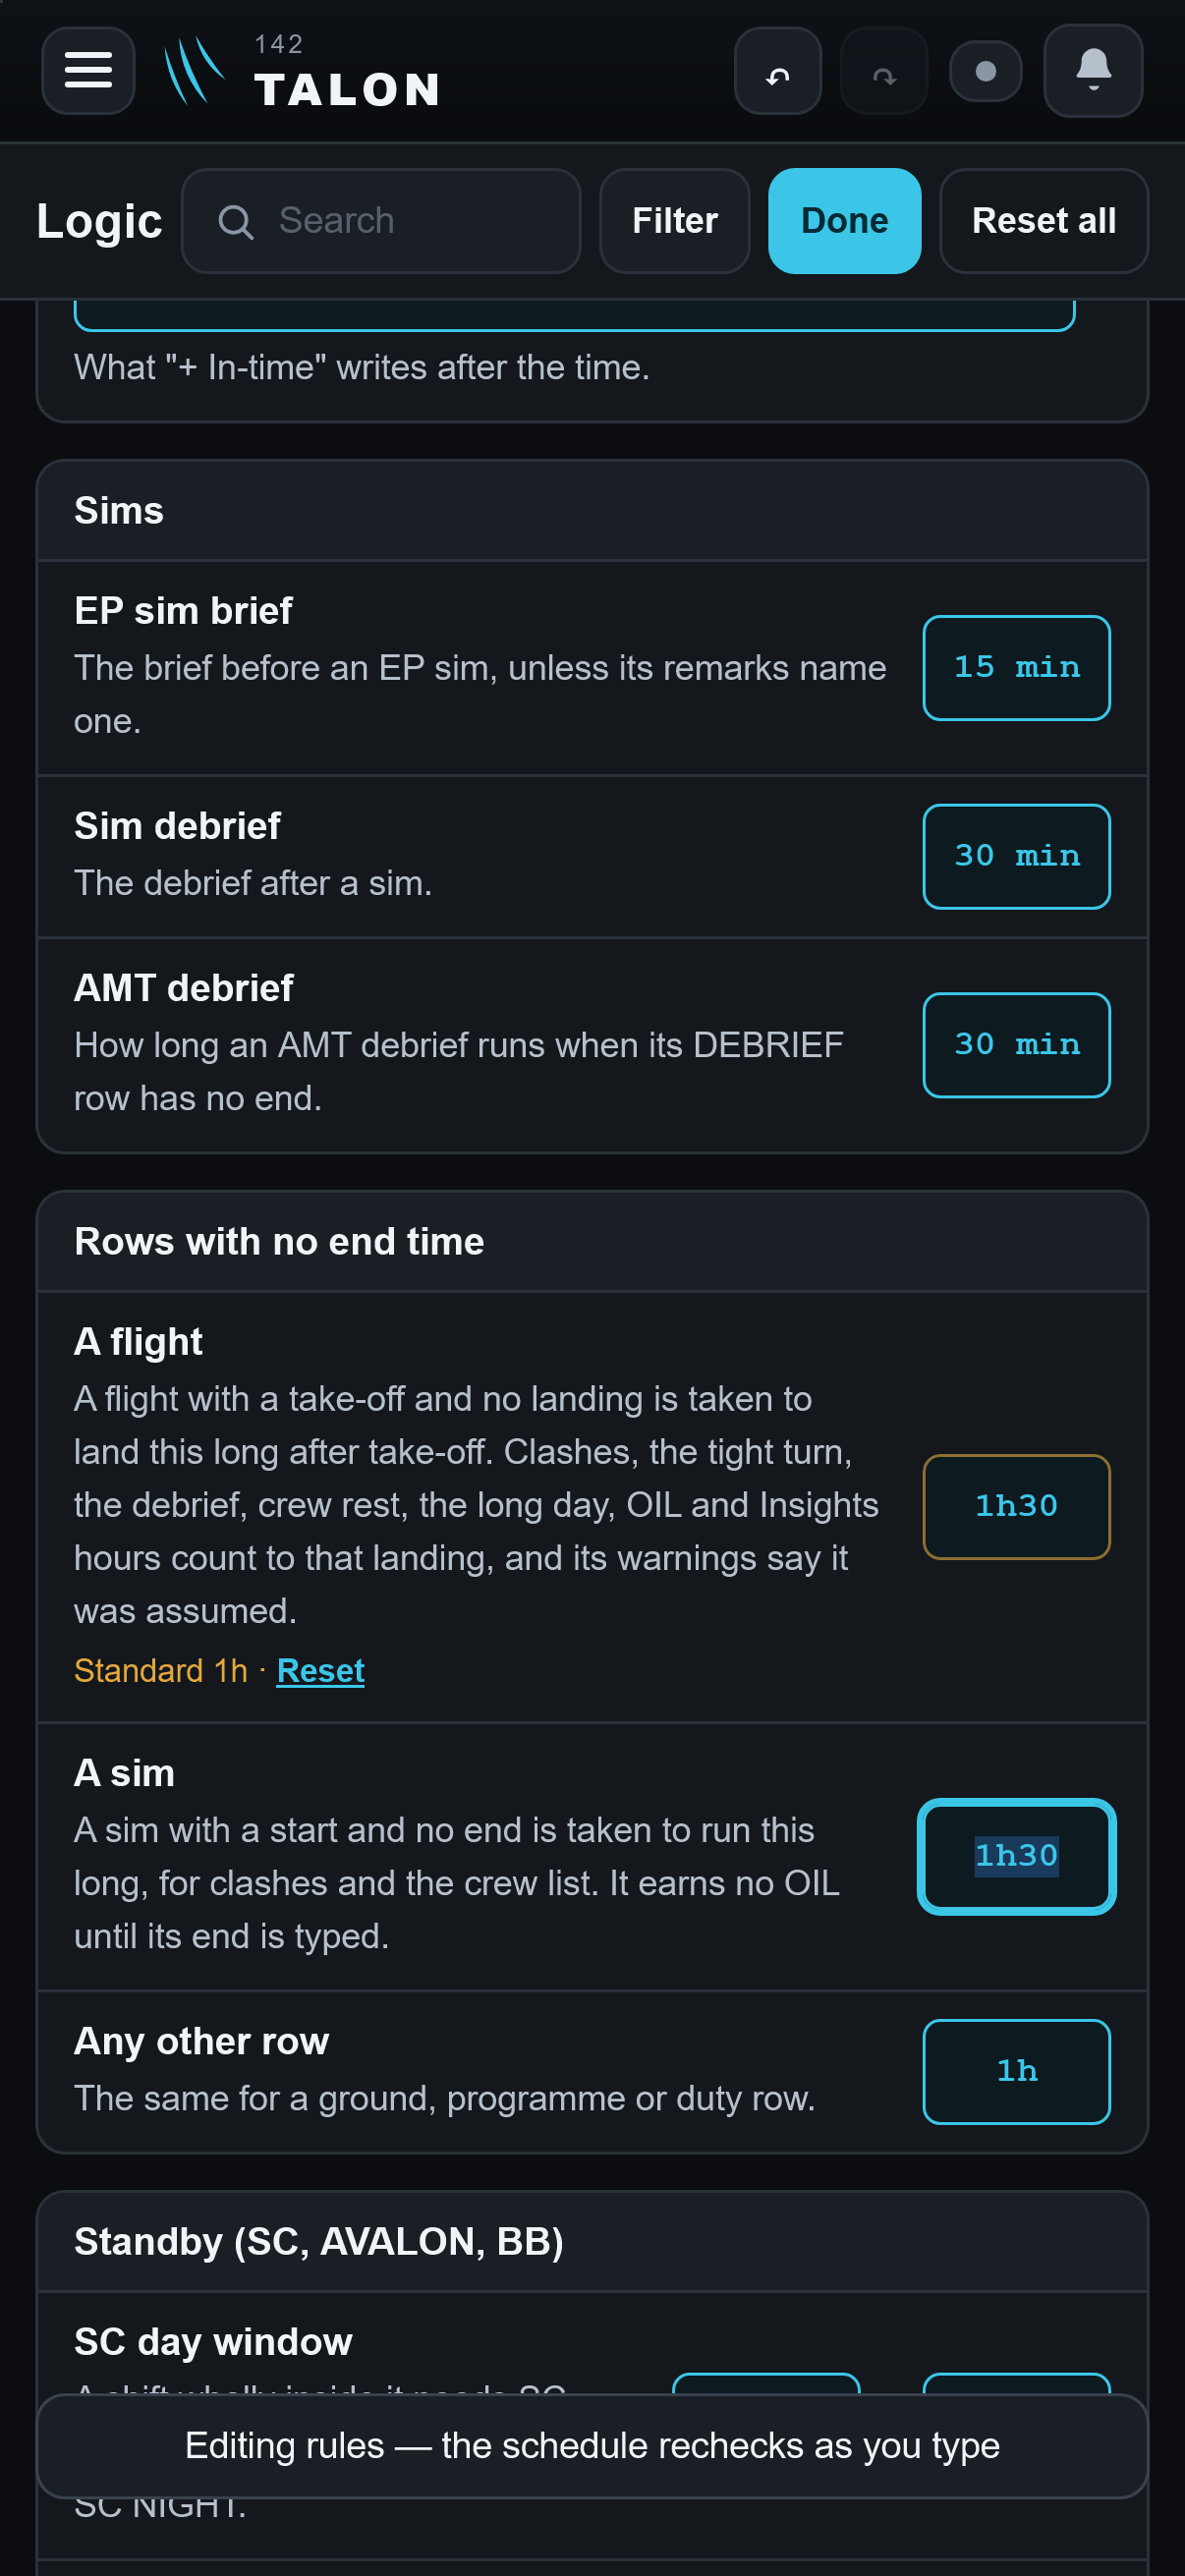 142
TALON
Logic
Search
Filter
Done
Reset all
What "+ In-time" writes after the time.
Sims
EP sim brief
The brief before an EP sim, unless its remarks name
one.
15 min
Sim debrief
The debrief after a sim.
30 min
AMT debrief
How long an AMT debrief runs when its DEBRIEF
row has no end.
30 min
Rows with no end time
A flight
A flight with a take-off and no landing is taken to
land this long after take-off. Clashes, the tight turn,
the debrief, crew rest, the long day, OIL and Insights
hours count to that landing, and its warnings say it
was assumed.
Standard 1h · Reset
1h30
A sim
A sim with a start and no end is taken to run this
long, for clashes and the crew list. It earns no OIL
until its end is typed.
1h30
Any other row
The same for a ground, programme or duty row.
1h
Standby (SC, AVALON, BB)
SC day window
A shift wholly inside it needs SC
Editing rules — the schedule rechecks as you type
SC NIGHT.